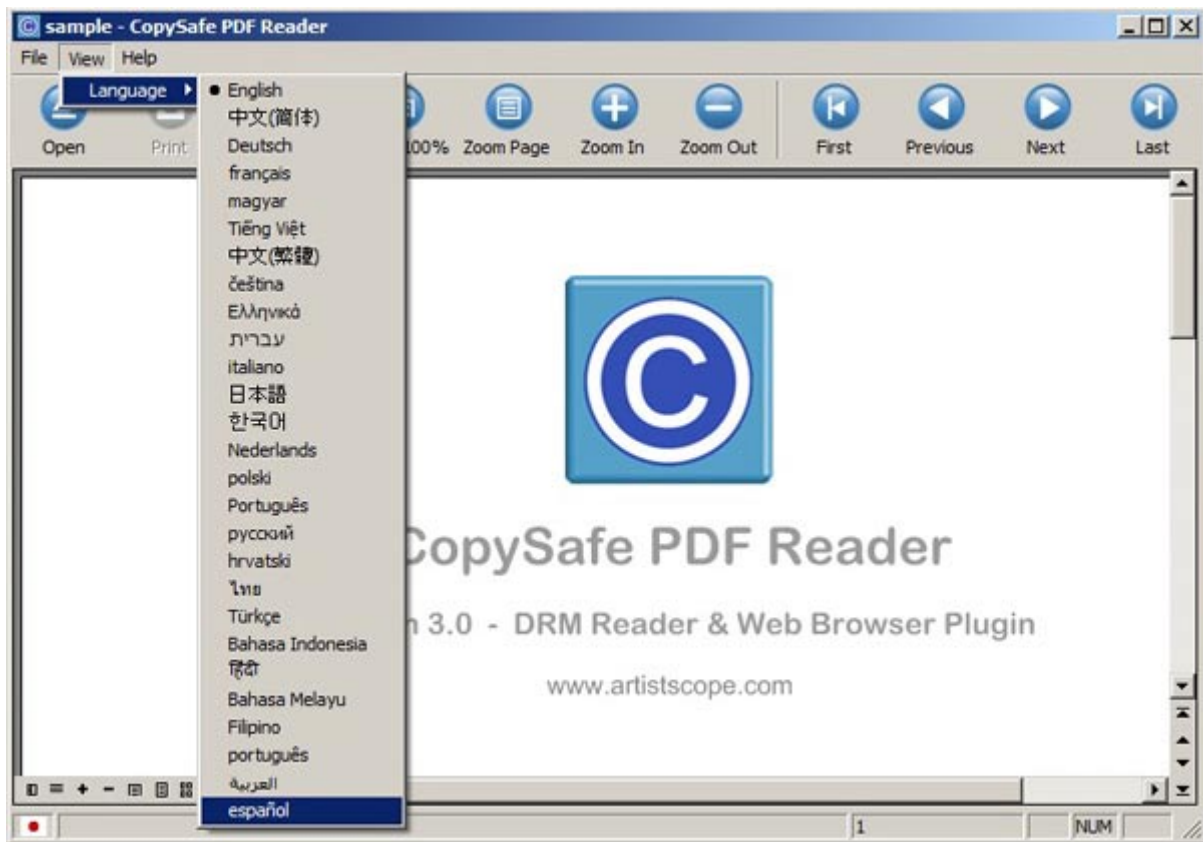 sample - CopySafe PDF Reader
File View Help
Language
English
中文(简体)
Deutsch
français
magyar
Tiếng Việt
中文(繁體)
čeština
Ελληνικά
עברית
italiano
日本語
한국어
Nederlands
polski
Português
русский
hrvatski
ไทย
Türkçe
Bahasa Indonesia
हिंदी
Bahasa Melayu
Filipino
português
العربية
español
Open Print 100% Zoom Page Zoom In Zoom Out First Previous Next Last
C
CopySafe PDF Reader
n 3.0 - DRM Reader & Web Browser Plugin
www.artistscope.com
1 NUM